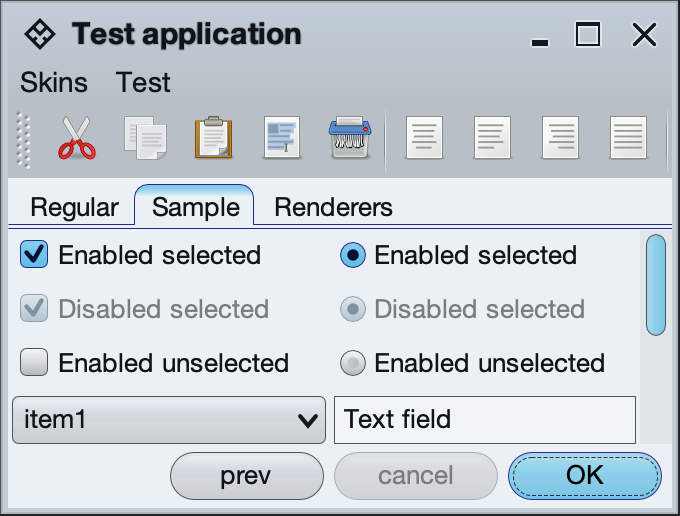 Test application
Skins Test
Regular Sample Renderers
Enabled selected Enabled selected
Disabled selected Disabled selected
Enabled unselected Enabled unselected
item1 Text field
prev cancel OK